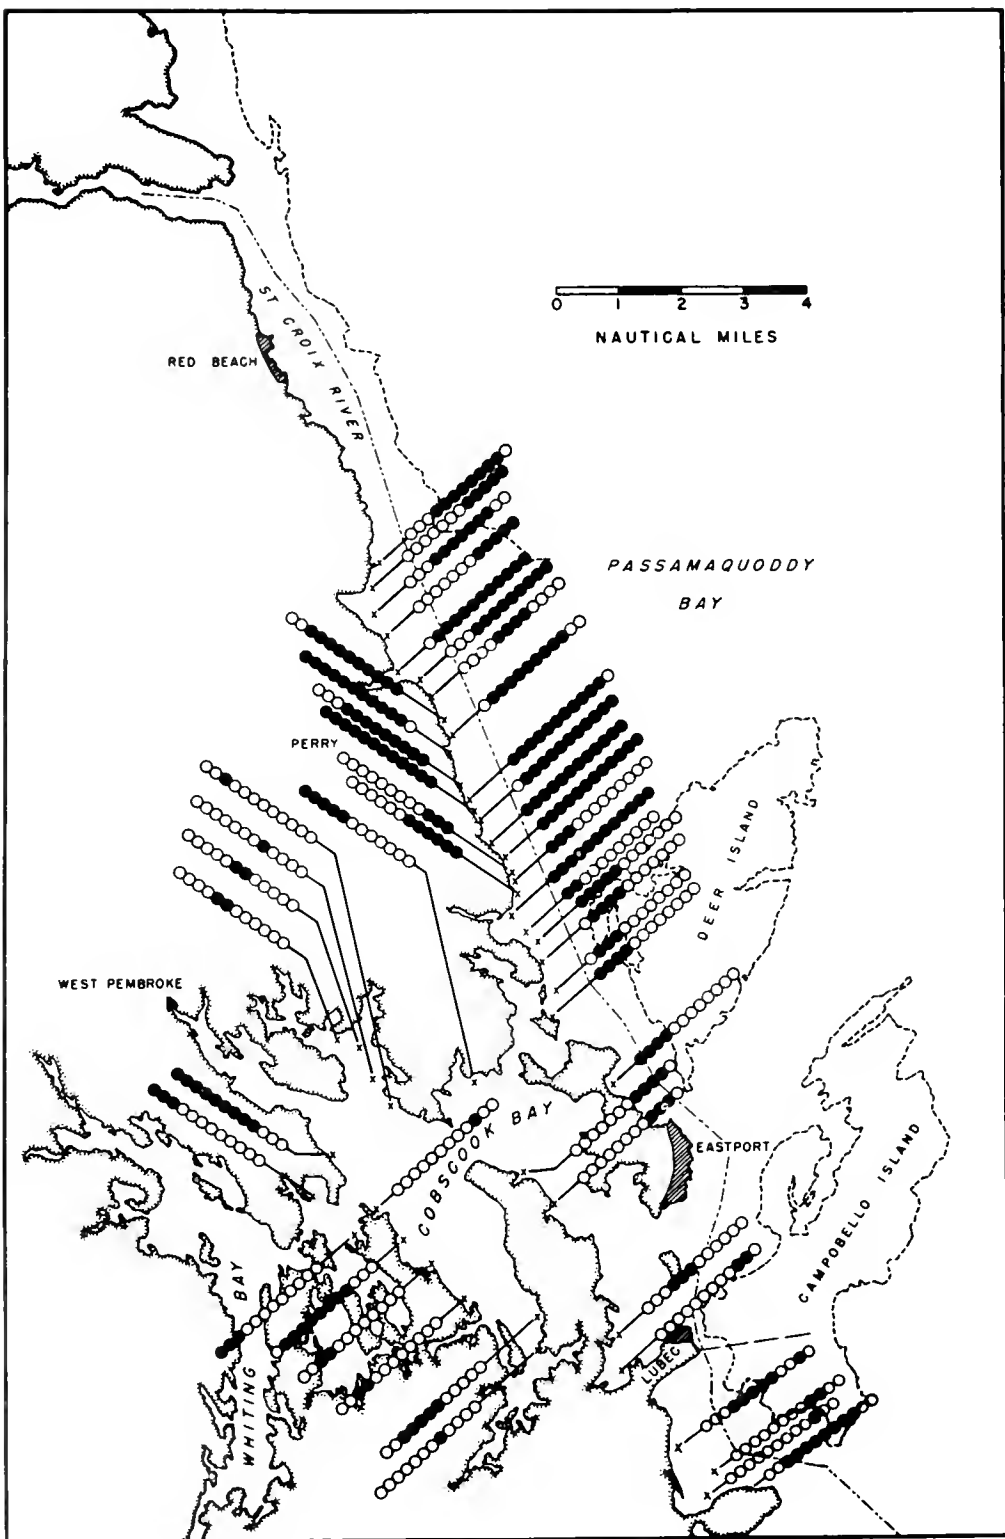 ST CROIX RIVER
RED BEACH
0 1 2 3 4
NAUTICAL MILES
PASSAMAQUODDY
BAY
PERRY
DEER ISLAND
WEST PEMBROKE
COBSCOOK BAY
EASTPORT
CAMPOBELLO ISLAND
WHITING BAY
LUBEC